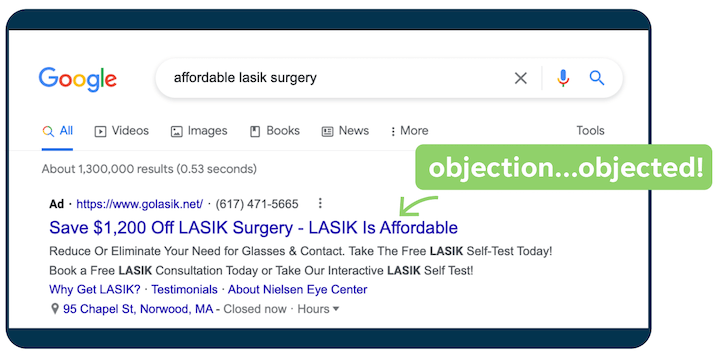 Google
affordable lasik surgery
All Videos Images Books News More Tools
About 1,300,000 results (0.53 seconds)
objection...objected!
Ad · https://www.golasik.net/ · (617) 471-5665
Save $1,200 Off LASIK Surgery - LASIK Is Affordable
Reduce Or Eliminate Your Need for Glasses & Contact. Take The Free LASIK Self-Test Today!
Book a Free LASIK Consultation Today or Take Our Interactive LASIK Self Test!
Why Get LASIK? · Testimonials · About Nielsen Eye Center
95 Chapel St, Norwood, MA - Closed now · Hours